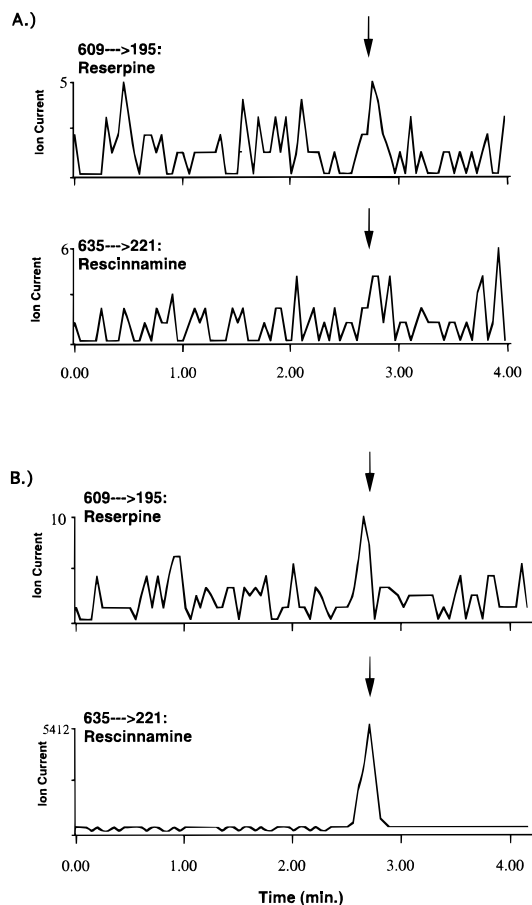 A.)
609--->195:
Reserpine
5
Ion Current
635--->221:
Rescinnamine
6
Ion Current
0.00 1.00 2.00 3.00 4.00
B.)
609--->195:
Reserpine
10
Ion Current
635--->221:
Rescinnamine
5412
Ion Current
0.00 1.00 2.00 3.00 4.00
Time (min.)